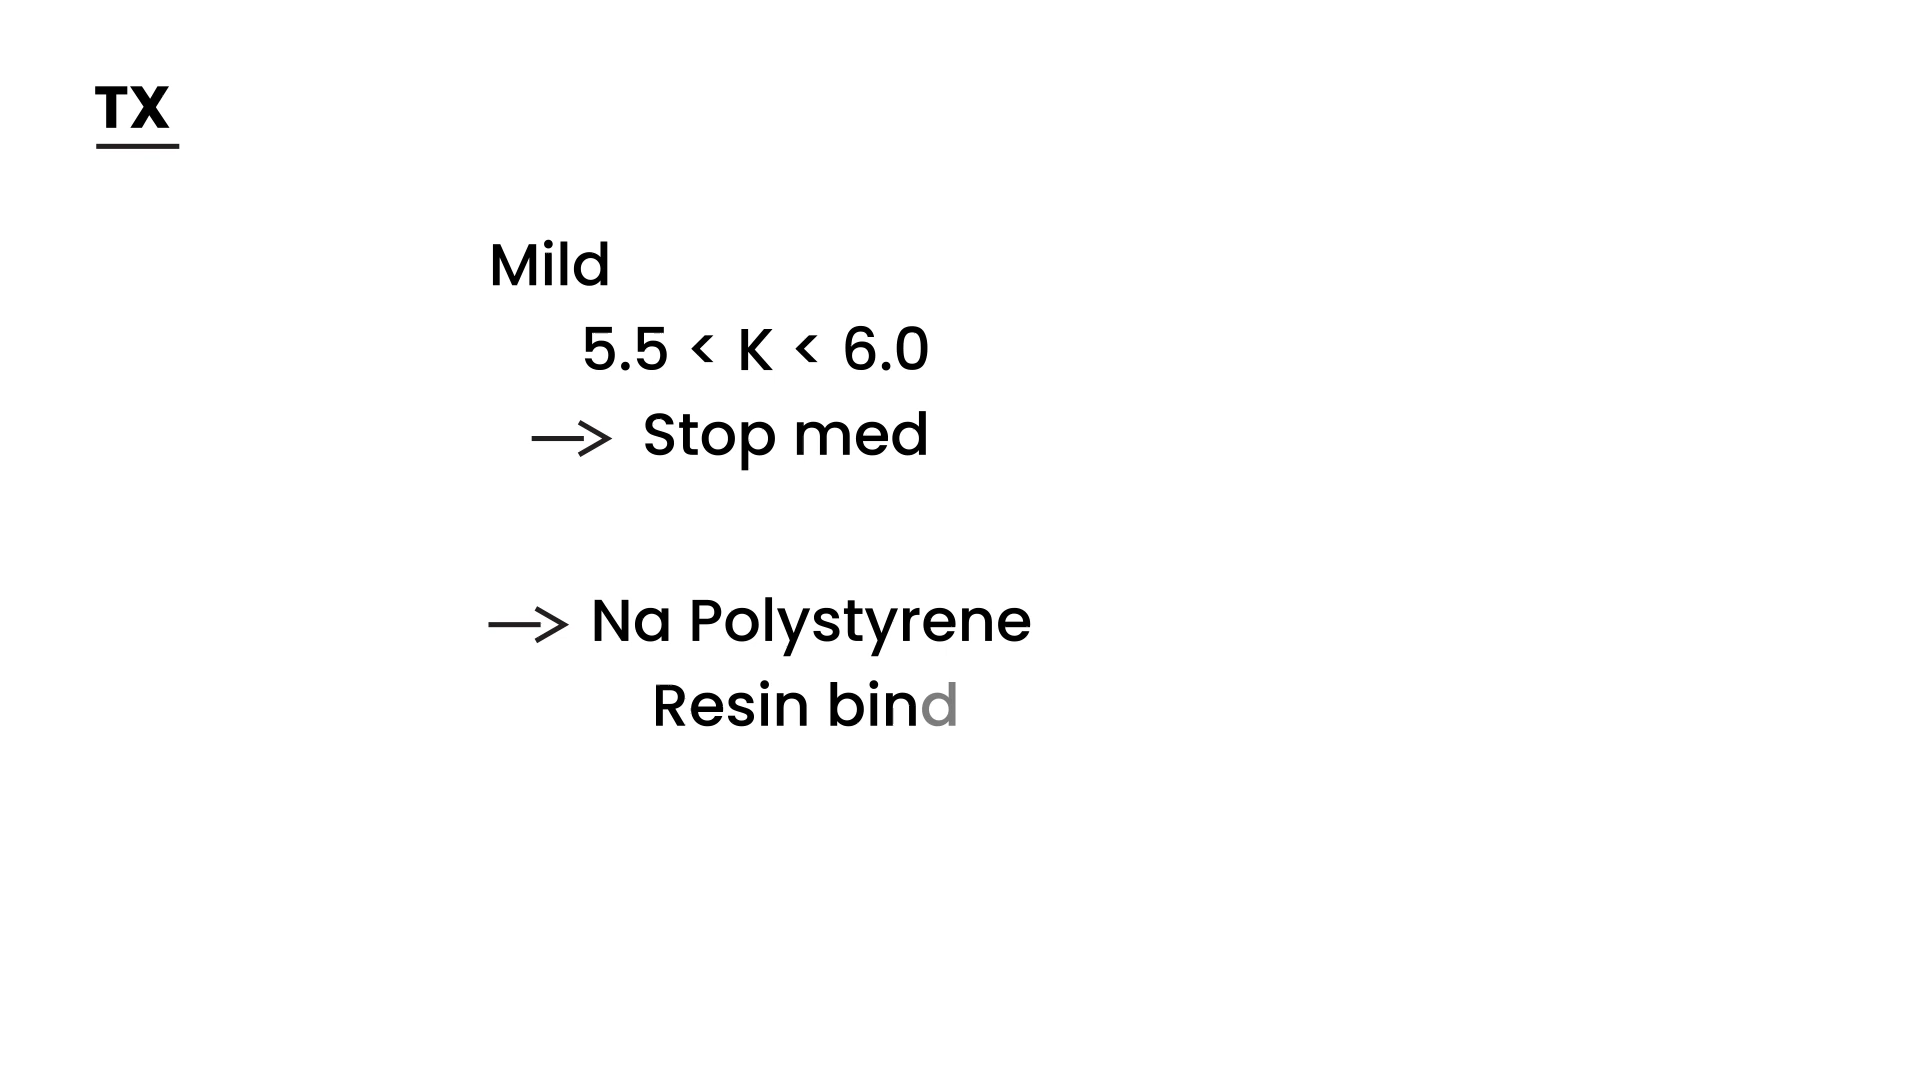 TX
Mild
5.5 < K < 6.0
→ Stop med
→ Na Polystyrene
Resin bind